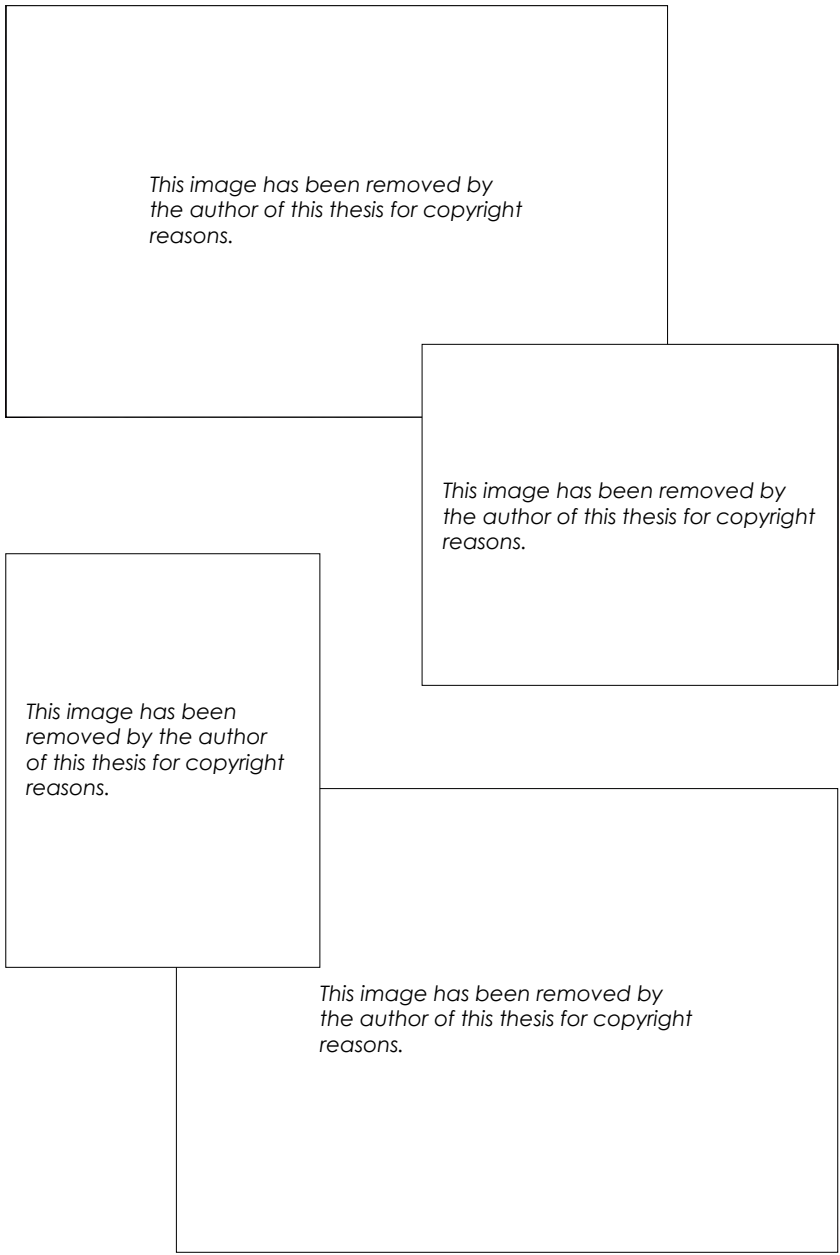 This image has been removed by
the author of this thesis for copyright
reasons.
This image has been removed by
the author of this thesis for copyright
reasons.
This image has been
removed by the author
of this thesis for copyright
reasons.
This image has been removed by
the author of this thesis for copyright
reasons.